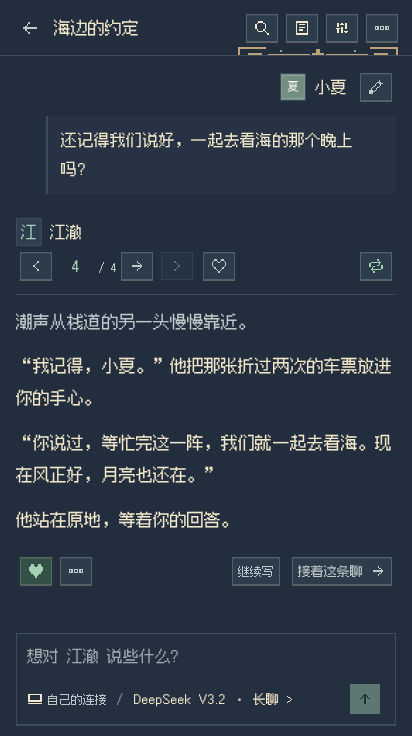 海边的约定
夏 小夏
还记得我们说好，一起去看海的那个晚上
吗？
江 江澈
4 / 4
潮声从栈道的另一头慢慢靠近。
“我记得，小夏。”他把那张折过两次的车票放进
你的手心。
“你说过，等忙完这一阵，我们就一起去看海。现
在风正好，月亮也还在。”
他站在原地，等着你的回答。
继续写 接着这条聊 →
想对 江澈 说些什么？
自己的连接 / DeepSeek V3.2 · 长聊 >